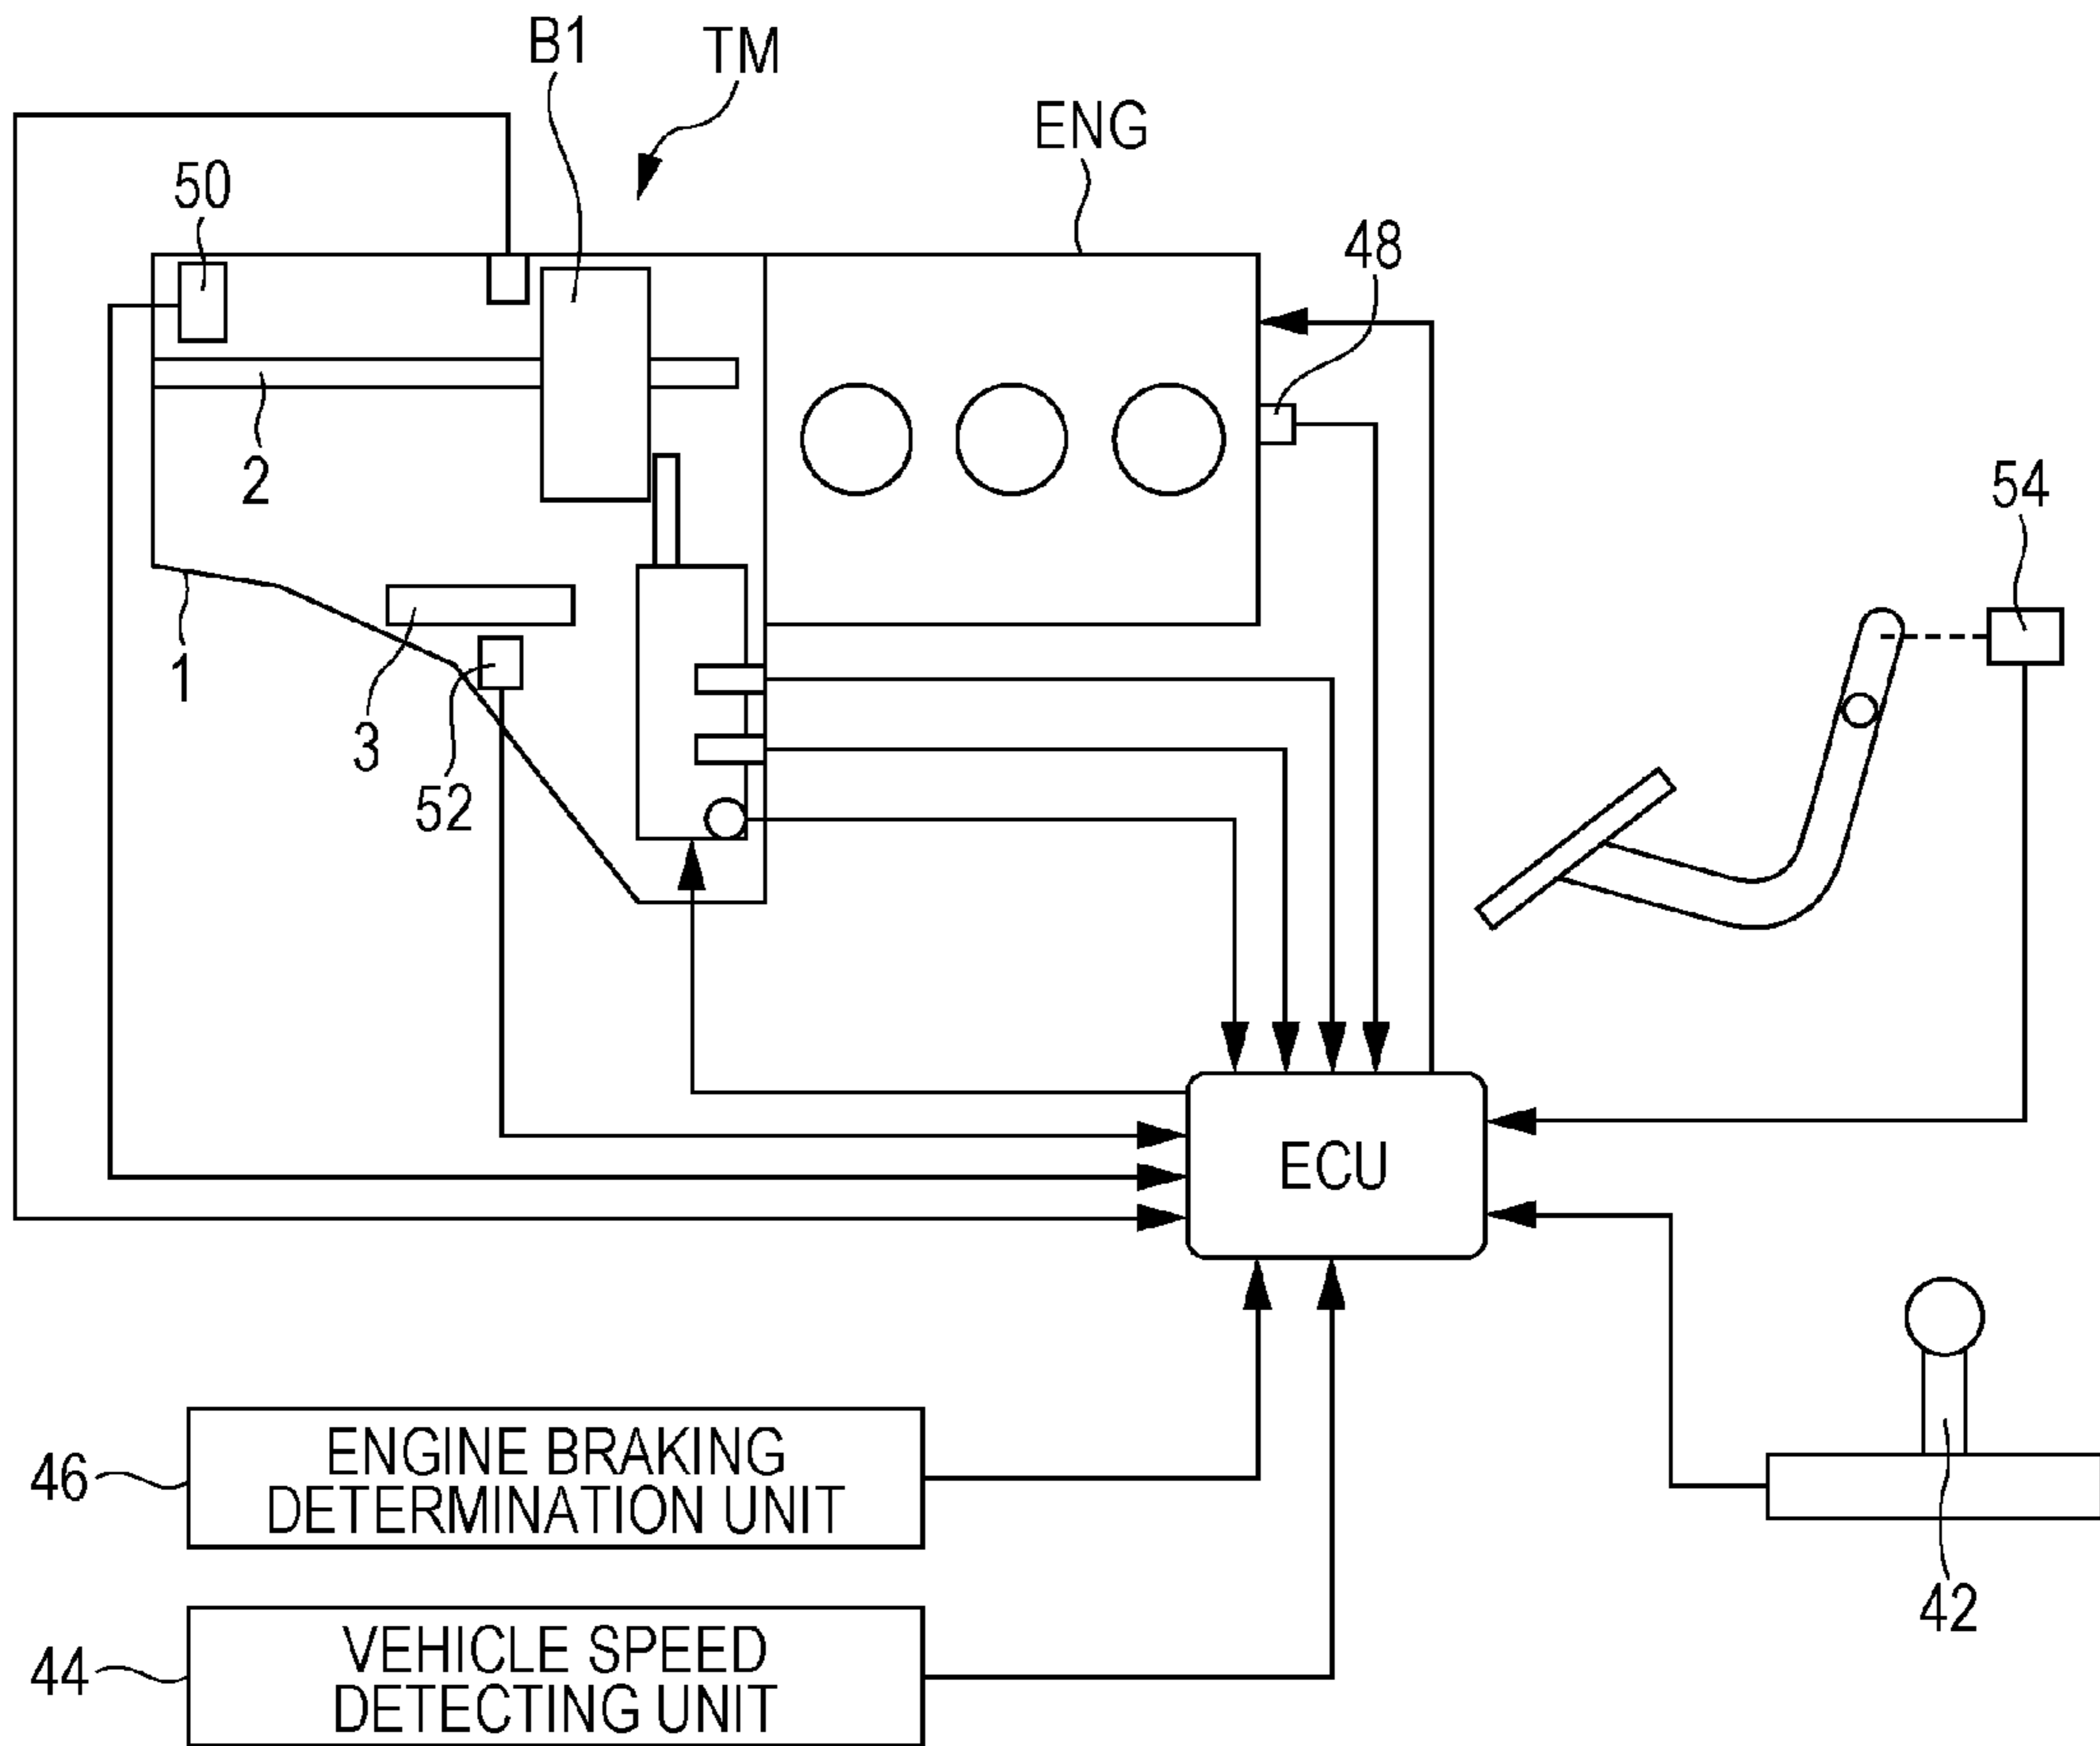 B1
TM
ENG
50
48
2
54
1
3
52
ECU
46
ENGINE BRAKING
DETERMINATION UNIT
42
44
VEHICLE SPEED
DETECTING UNIT